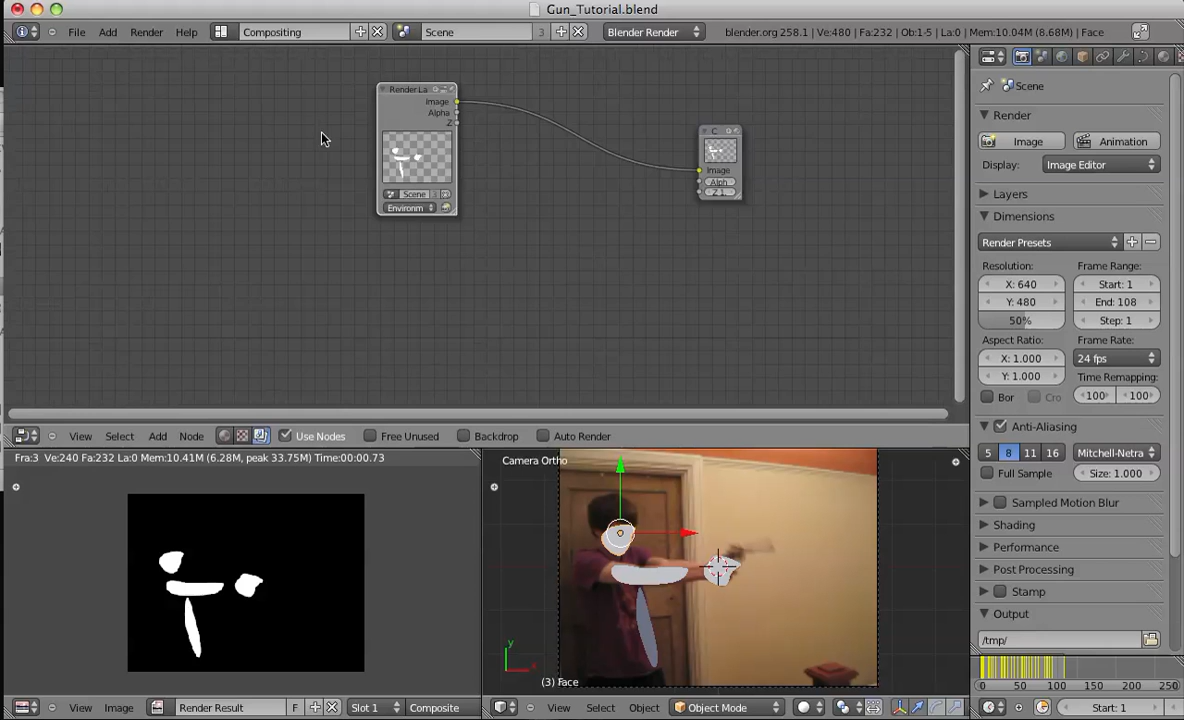 Gun_Tutorial.blend
File Add Render Help Compositing Scene 3 Blender Render blender.org 258.1 | Ve:480 | Fa:232 | Ob:1-5 | La:0 | Mem:10.04M (8.68M) | Face
Render La
Image
Alpha
Z
Scene
Environm
C
Image
Alph
Z 1.
Scene
Render
Image Animation
Display: Image Editor
Layers
Dimensions
Render Presets
Resolution: Frame Range:
X: 640 Start: 1
Y: 480 End: 108
50% Step: 1
Aspect Ratio: Frame Rate:
X: 1.000 24 fps
Y: 1.000 Time Remapping:
Bor Cro 100 100
Anti-Aliasing
5 8 11 16 Mitchell-Netra
Full Sample Size: 1.000
Sampled Motion Blur
Shading
Performance
Post Processing
Stamp
Output
/tmp/
0 50 100 150 200 250
Start: 1
View Select Add Node Use Nodes Free Unused Backdrop Auto Render
Fra:3 Ve:240 Fa:232 La:0 Mem:10.41M (6.28M, peak 33.75M) Time:00:00.73
Camera Ortho
y
x
(3) Face
View Image Render Result F Slot 1 Composite
View Select Object Object Mode